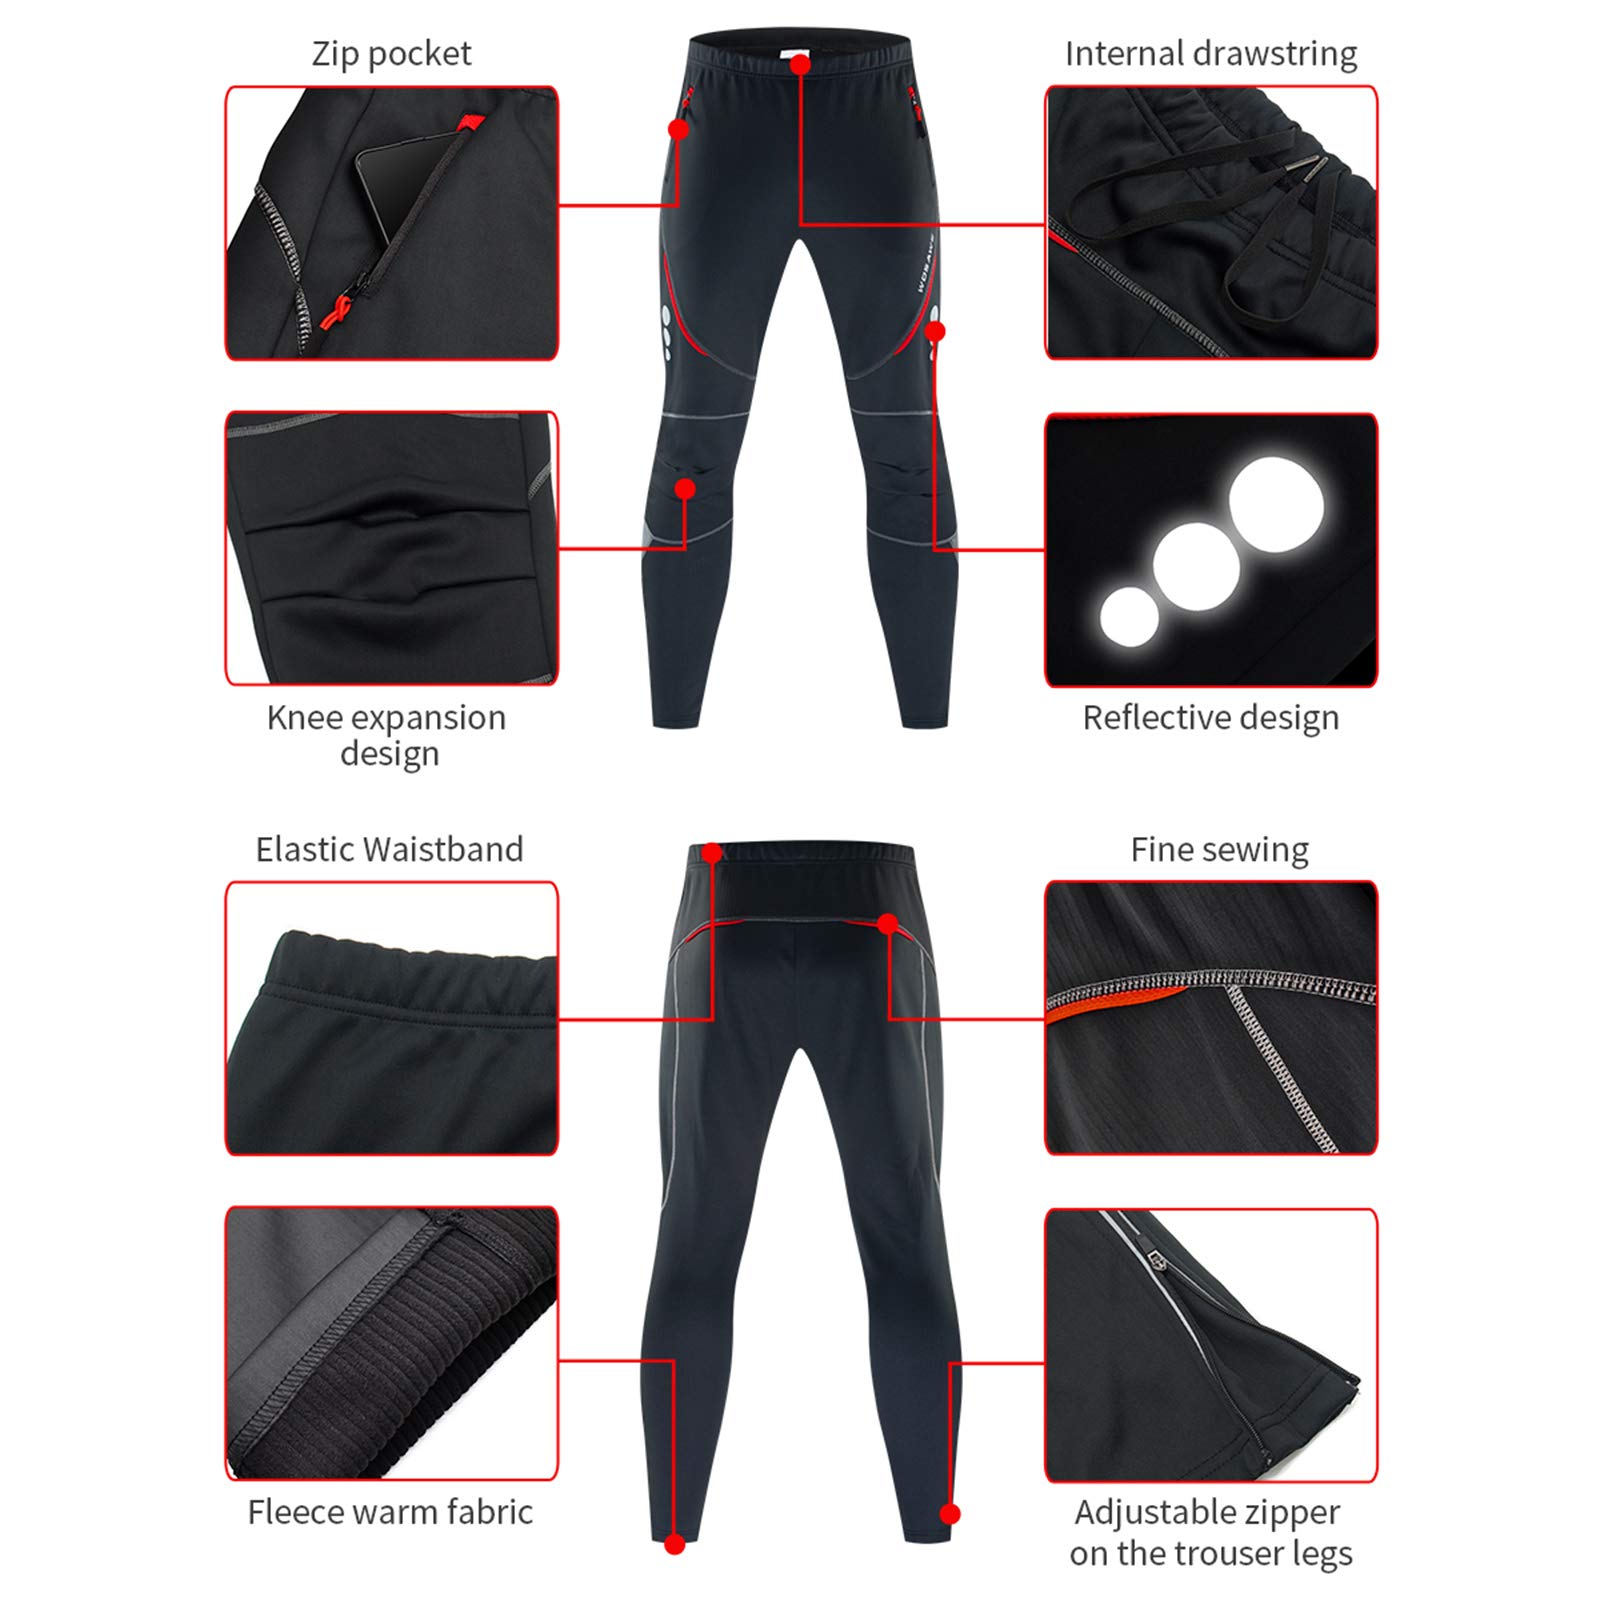 Zip pocket
Internal drawstring
WOSAWE
Knee expansion
design
Reflective design
Elastic Waistband
Fine sewing
Fleece warm fabric
Adjustable zipper
on the trouser legs